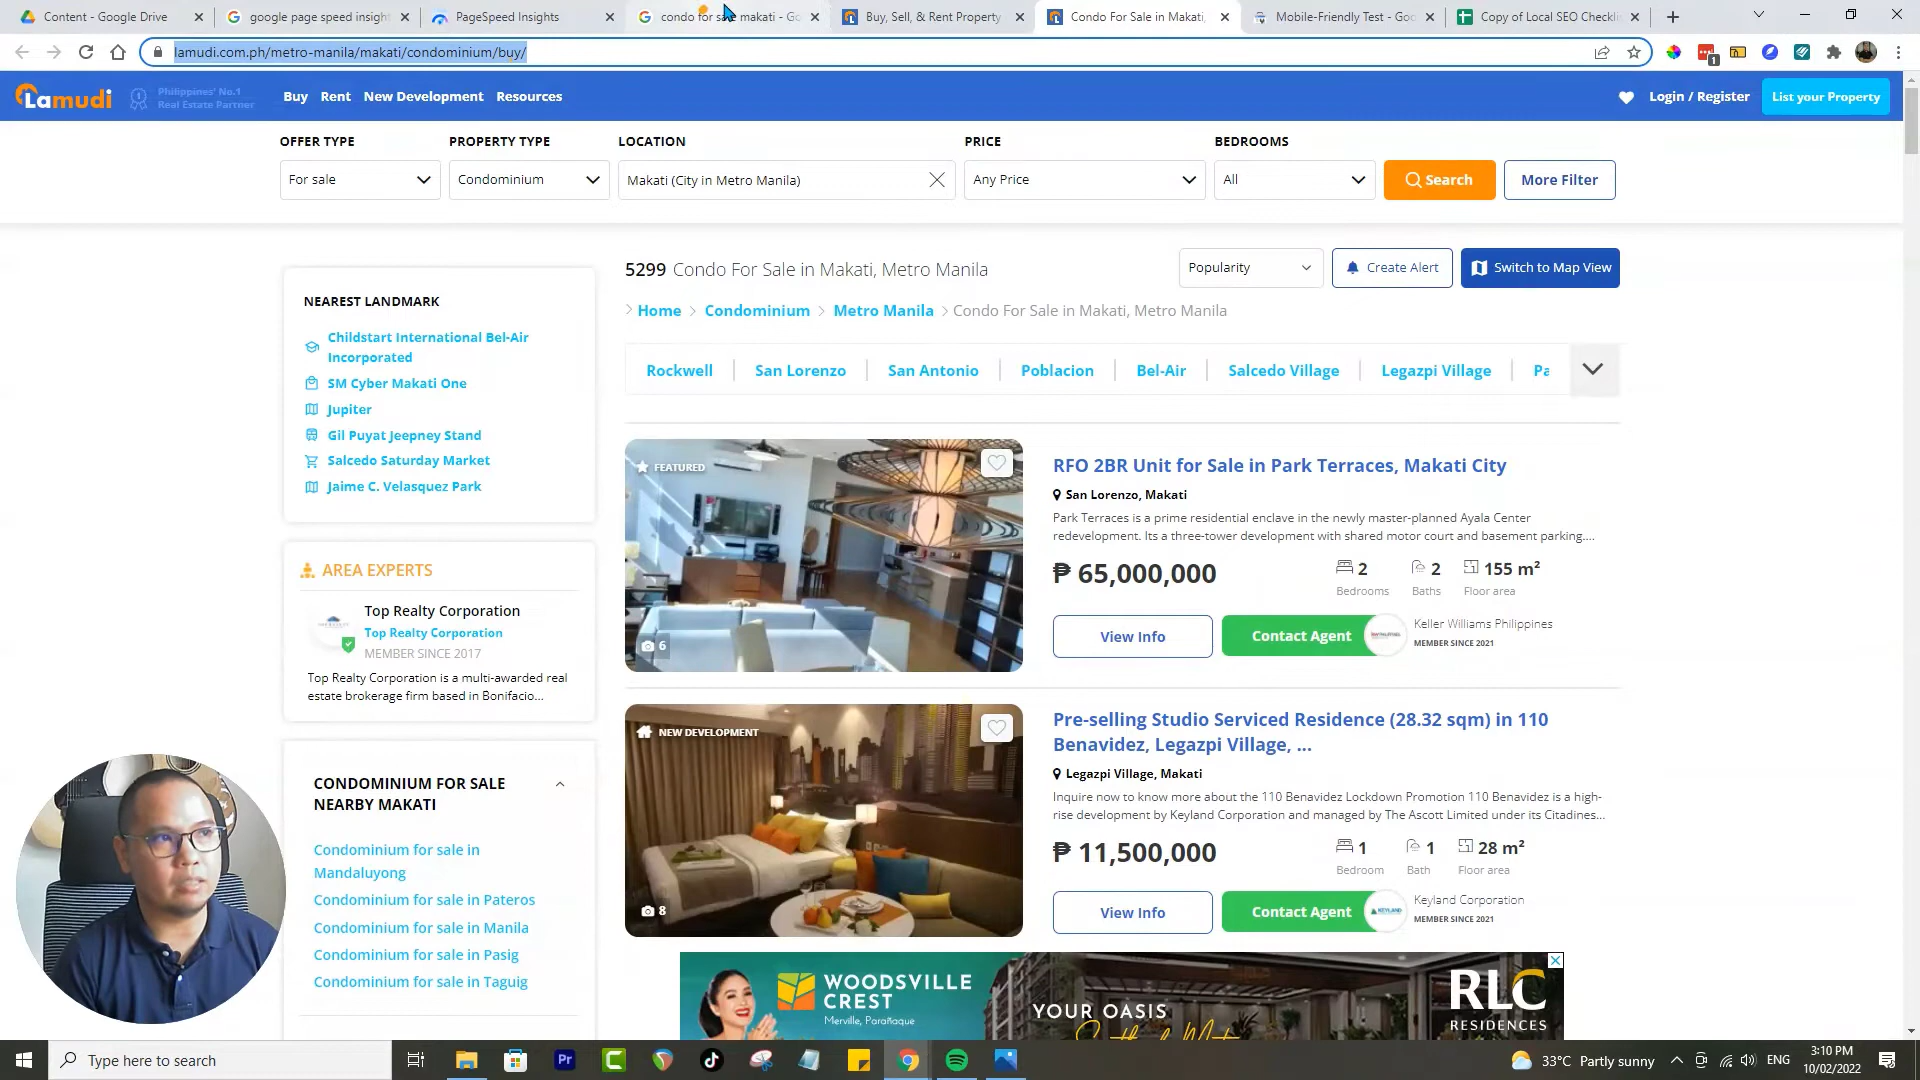 Content - Google Drive
google page speed insight
PageSpeed Insights
condo for sale makati - Go
Buy, Sell, & Rent Property
Condo For Sale in Makati,
Mobile-Friendly Test - Goo
Copy of Local SEO Checklis
lamudi.com.ph/metro-manila/makati/condominium/buy/
1
Lamudi
Philippines' No.1
Real Estate Partner
Buy
Rent
New Development
Resources
Login / Register
List your Property
OFFER TYPE
PROPERTY TYPE
LOCATION
PRICE
BEDROOMS
For sale
Condominium
Makati (City in Metro Manila)
Any Price
All
Search
More Filter
NEAREST LANDMARK
Childstart International Bel-Air
Incorporated
SM Cyber Makati One
Jupiter
Gil Puyat Jeepney Stand
Salcedo Saturday Market
Jaime C. Velasquez Park
AREA EXPERTS
Top Realty Corporation
Top Realty Corporation
MEMBER SINCE 2017
Top Realty Corporation is a multi-awarded real
estate brokerage firm based in Bonifacio...
CONDOMINIUM FOR SALE
NEARBY MAKATI
Condominium for sale in
Mandaluyong
Condominium for sale in Pateros
Condominium for sale in Manila
Condominium for sale in Pasig
Condominium for sale in Taguig
5299 Condo For Sale in Makati, Metro Manila
Popularity
Create Alert
Switch to Map View
Home
Condominium
Metro Manila
Condo For Sale in Makati, Metro Manila
Rockwell
San Lorenzo
San Antonio
Poblacion
Bel-Air
Salcedo Village
Legazpi Village
Pa
FEATURED
6
RFO 2BR Unit for Sale in Park Terraces, Makati City
San Lorenzo, Makati
Park Terraces is a prime residential enclave in the newly master-planned Ayala Center
redevelopment. Its a three-tower development with shared motor court and basement parking....
₱ 65,000,000
2
Bedrooms
2
Baths
155 m²
Floor area
View Info
Contact Agent
Keller Williams Philippines
MEMBER SINCE 2021
NEW DEVELOPMENT
8
Pre-selling Studio Serviced Residence (28.32 sqm) in 110
Benavidez, Legazpi Village, ...
Legazpi Village, Makati
Inquire now to know more about the 110 Benavidez Lockdown Promotion 110 Benavidez is a high-
rise development by Keyland Corporation and managed by The Ascott Limited under its Citadines...
₱ 11,500,000
1
Bedroom
1
Bath
28 m²
Floor area
View Info
Contact Agent
KEYLAND
Keyland Corporation
MEMBER SINCE 2021
WOODSVILLE
CREST
Merville, Parañaque
YOUR OASIS
RLC
RESIDENCES
Type here to search
Pr
33°C Partly sunny
ENG
3:10 PM
10/02/2022